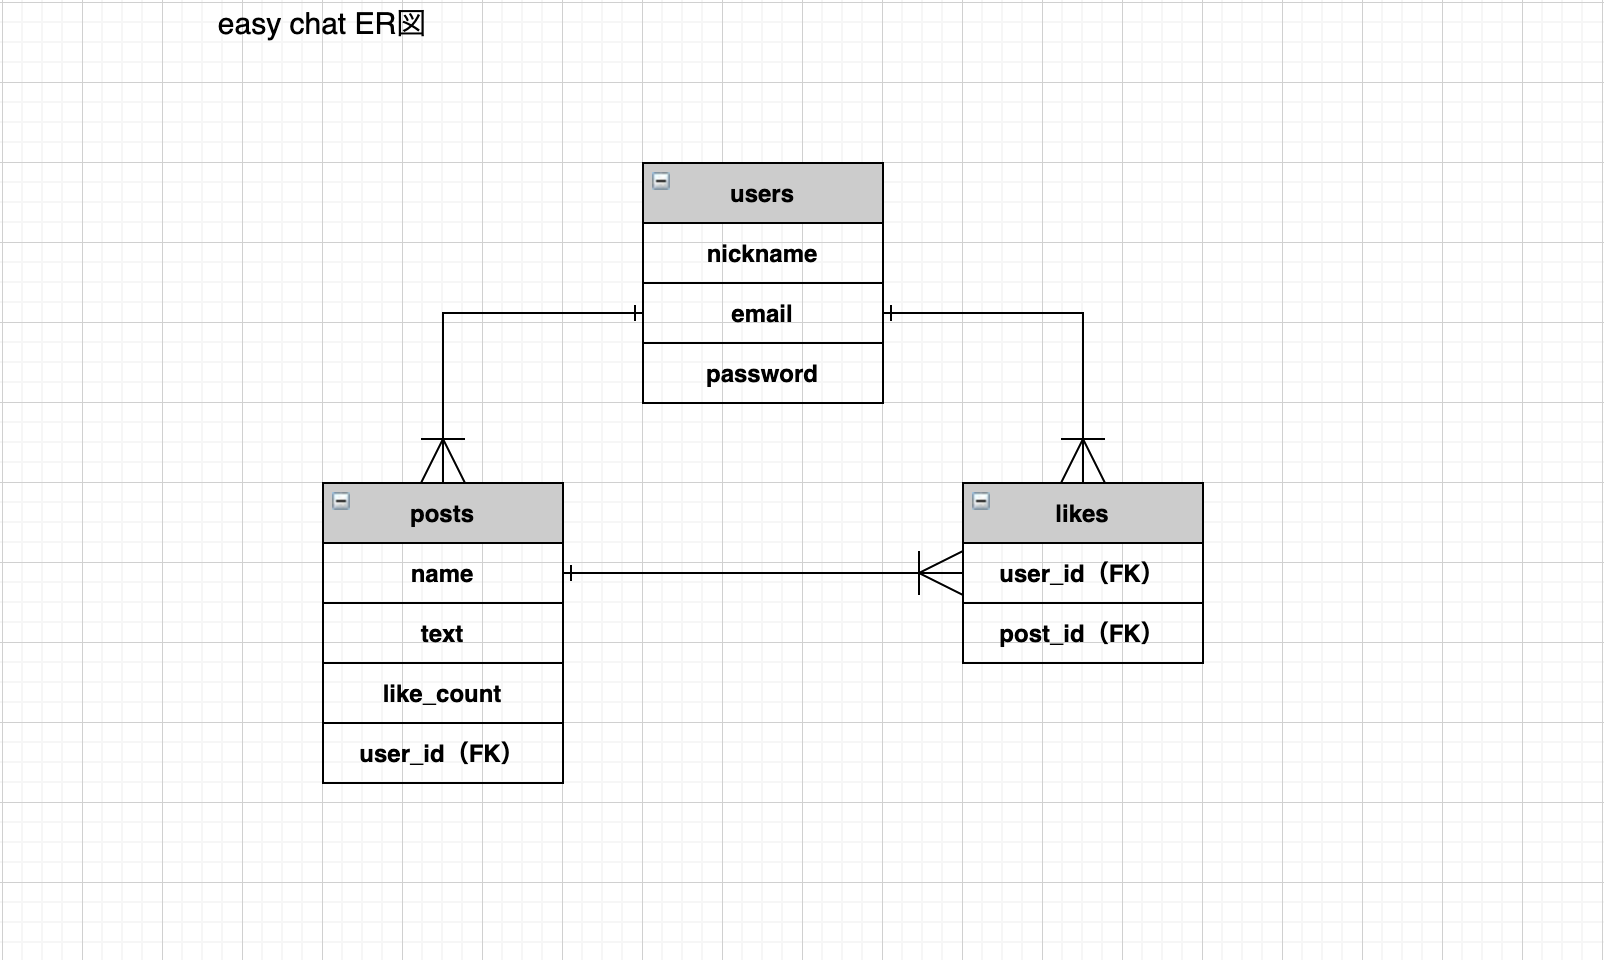 easy chat ER図
users
nickname
email
password
posts
name
text
like_count
user_id（FK）
likes
user_id（FK）
post_id（FK）